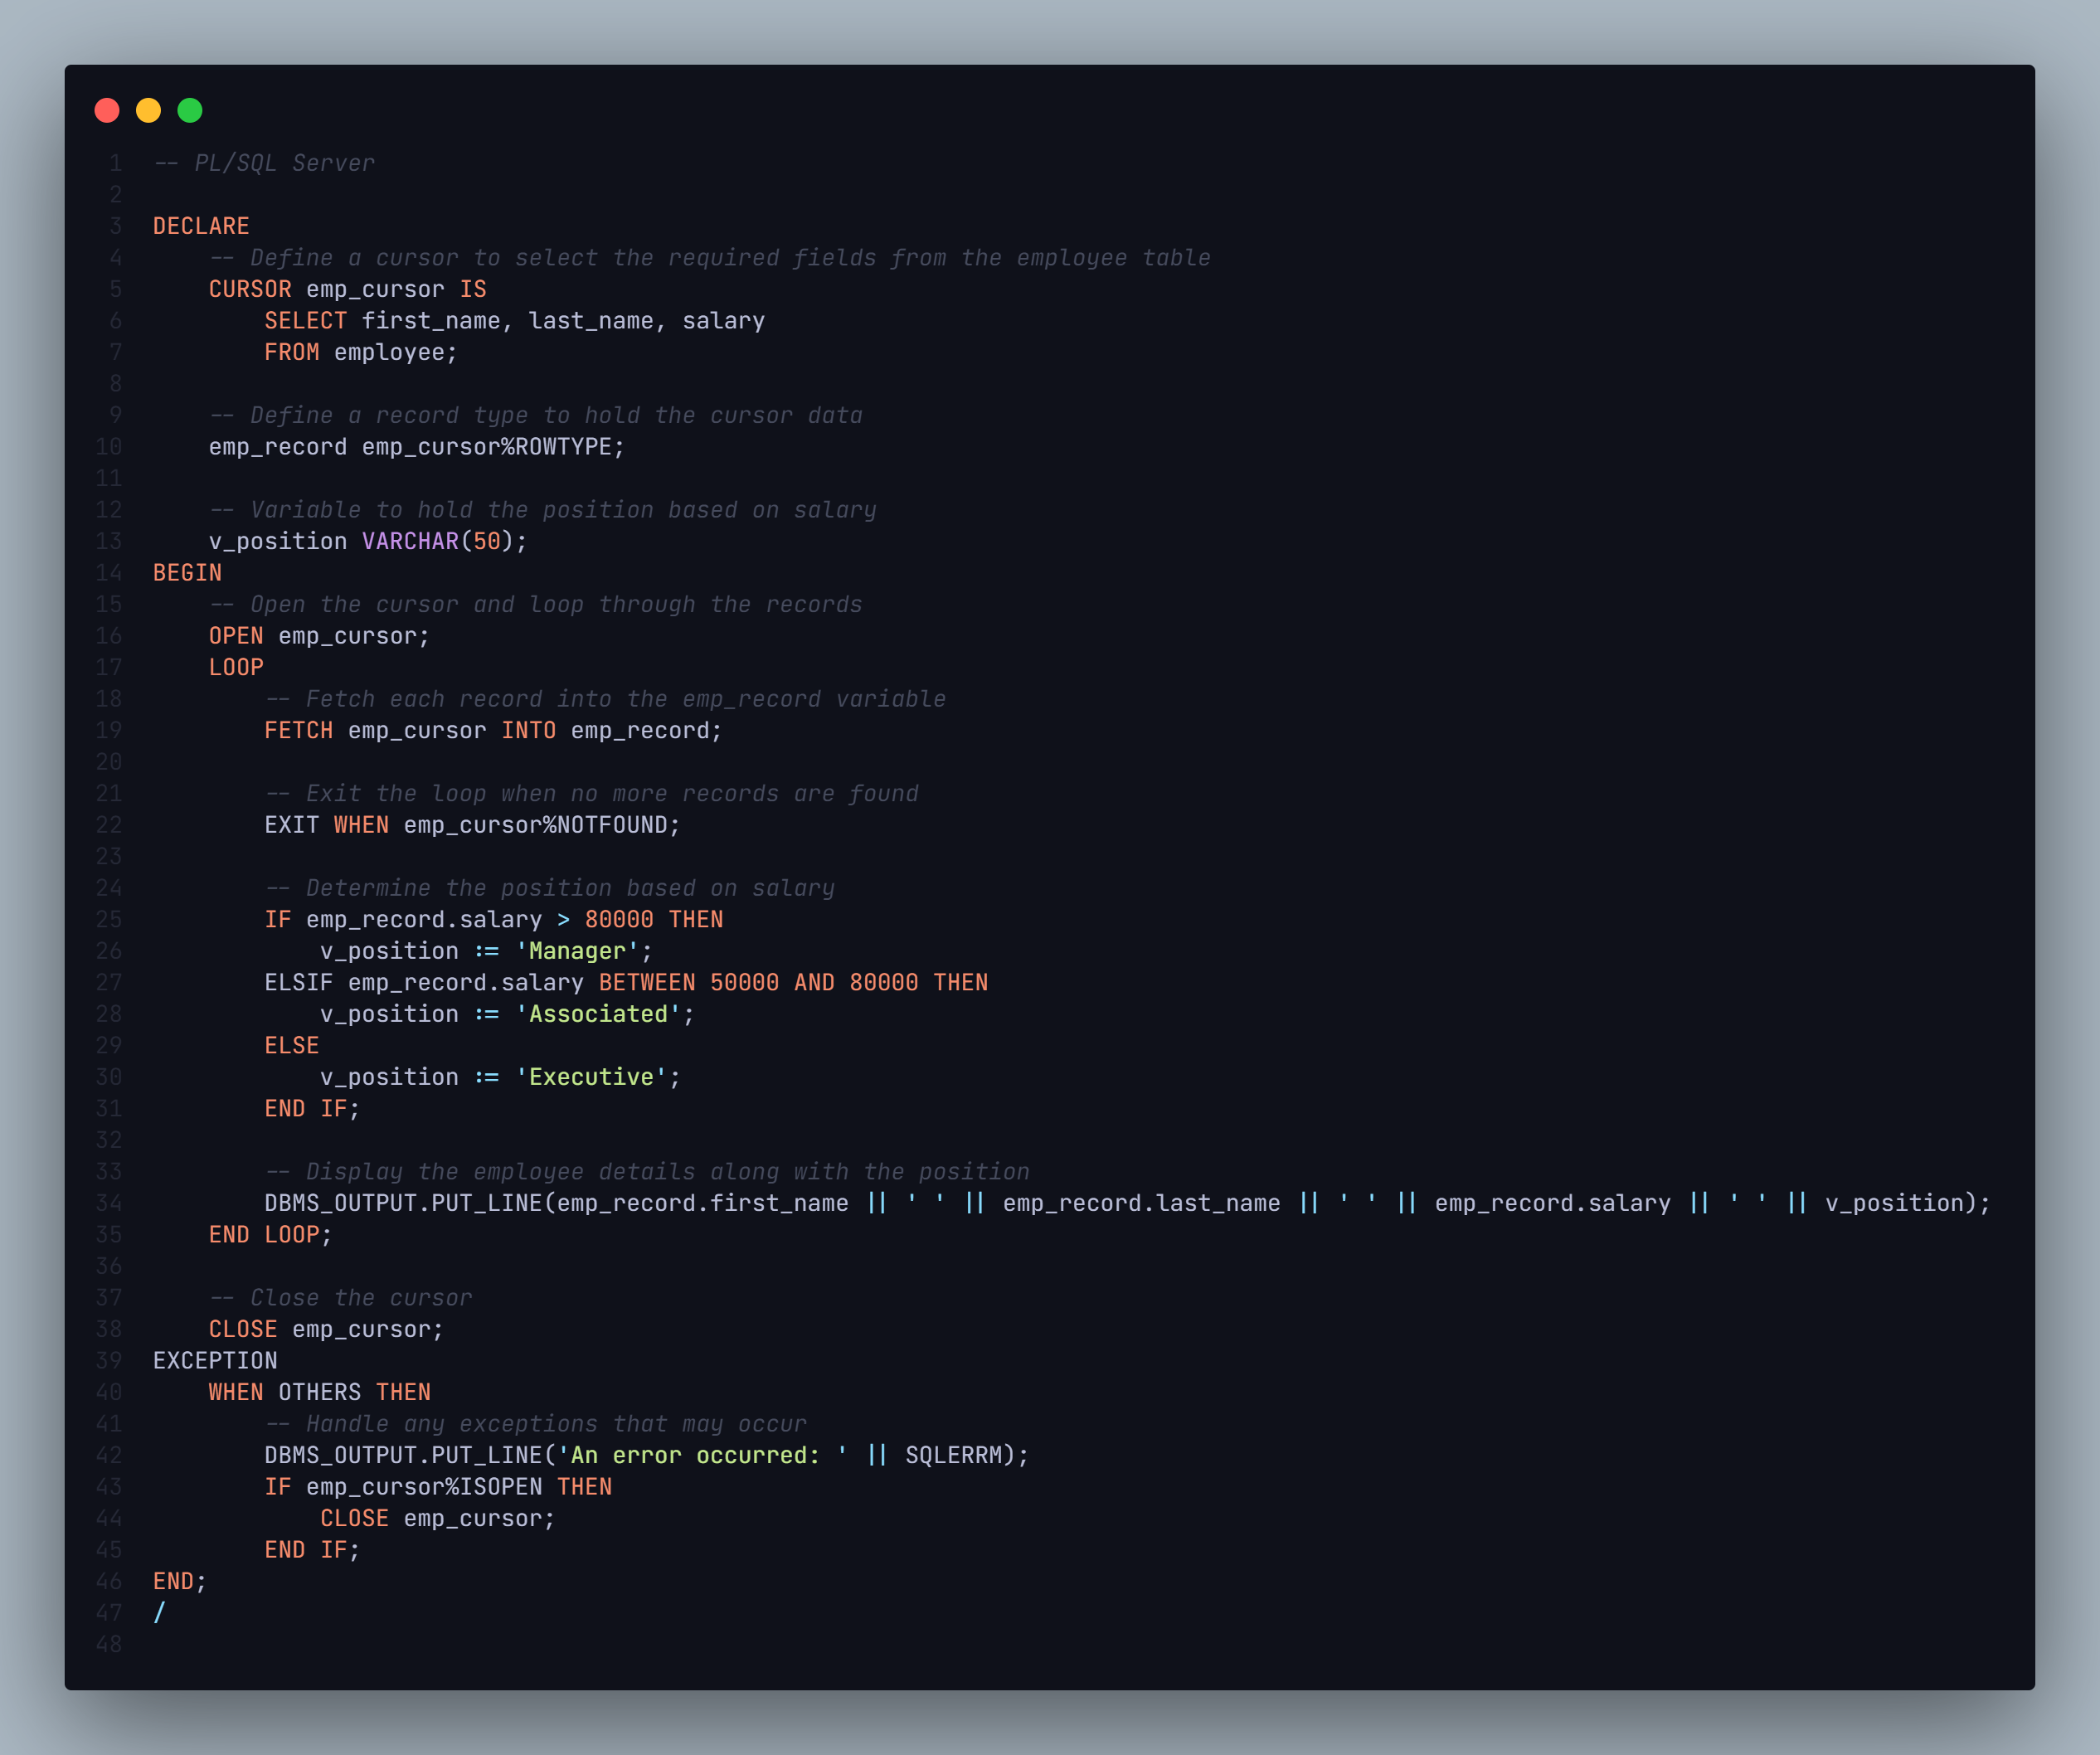 1 -- PL/SQL Server
2
3 DECLARE
4     -- Define a cursor to select the required fields from the employee table
5     CURSOR emp_cursor IS
6         SELECT first_name, last_name, salary
7         FROM employee;
8
9     -- Define a record type to hold the cursor data
10     emp_record emp_cursor%ROWTYPE;
11
12     -- Variable to hold the position based on salary
13     v_position VARCHAR(50);
14 BEGIN
15     -- Open the cursor and loop through the records
16     OPEN emp_cursor;
17     LOOP
18         -- Fetch each record into the emp_record variable
19         FETCH emp_cursor INTO emp_record;
20
21         -- Exit the loop when no more records are found
22         EXIT WHEN emp_cursor%NOTFOUND;
23
24         -- Determine the position based on salary
25         IF emp_record.salary > 80000 THEN
26             v_position := 'Manager';
27         ELSIF emp_record.salary BETWEEN 50000 AND 80000 THEN
28             v_position := 'Associated';
29         ELSE
30             v_position := 'Executive';
31         END IF;
32
33         -- Display the employee details along with the position
34         DBMS_OUTPUT.PUT_LINE(emp_record.first_name || ' ' || emp_record.last_name || ' ' || emp_record.salary || ' ' || v_position);
35     END LOOP;
36
37     -- Close the cursor
38     CLOSE emp_cursor;
39 EXCEPTION
40     WHEN OTHERS THEN
41         -- Handle any exceptions that may occur
42         DBMS_OUTPUT.PUT_LINE('An error occurred: ' || SQLERRM);
43         IF emp_cursor%ISOPEN THEN
44             CLOSE emp_cursor;
45         END IF;
46 END;
47 /
48